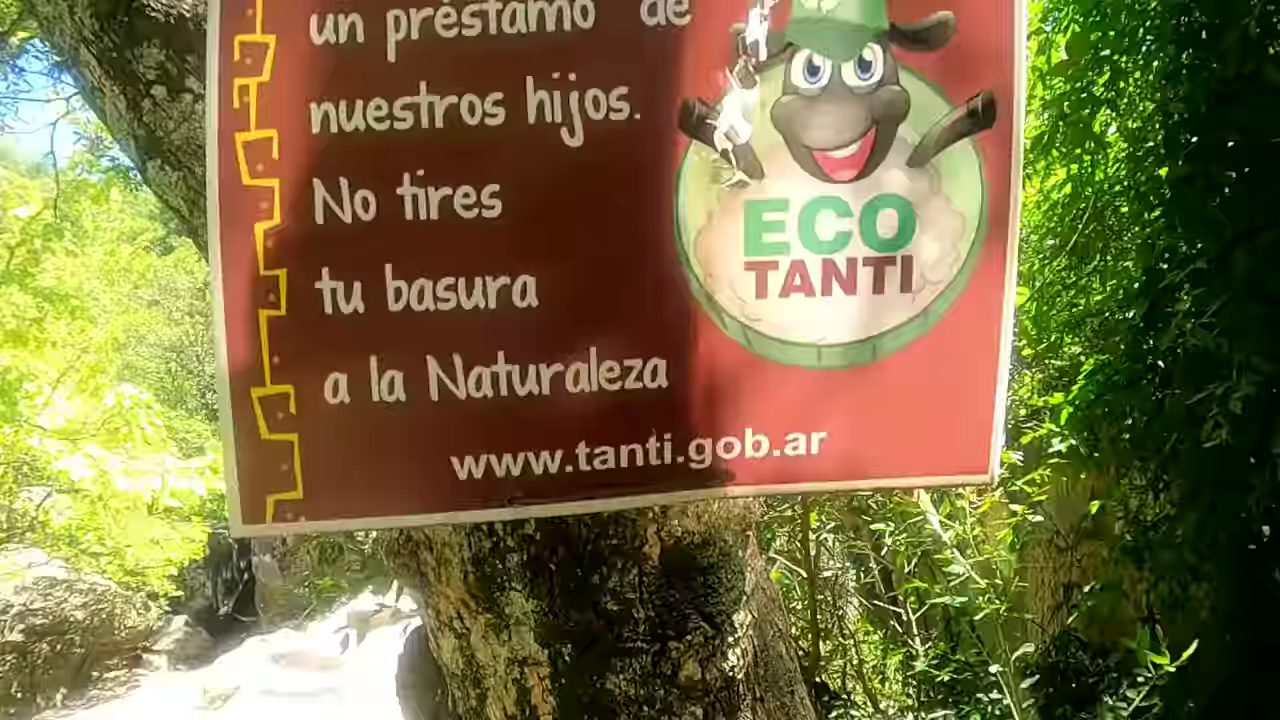 un préstamo de
nuestros hijos.
No tires
tu basura
a la Naturaleza
www.tanti.gob.ar
ECO
TANTI